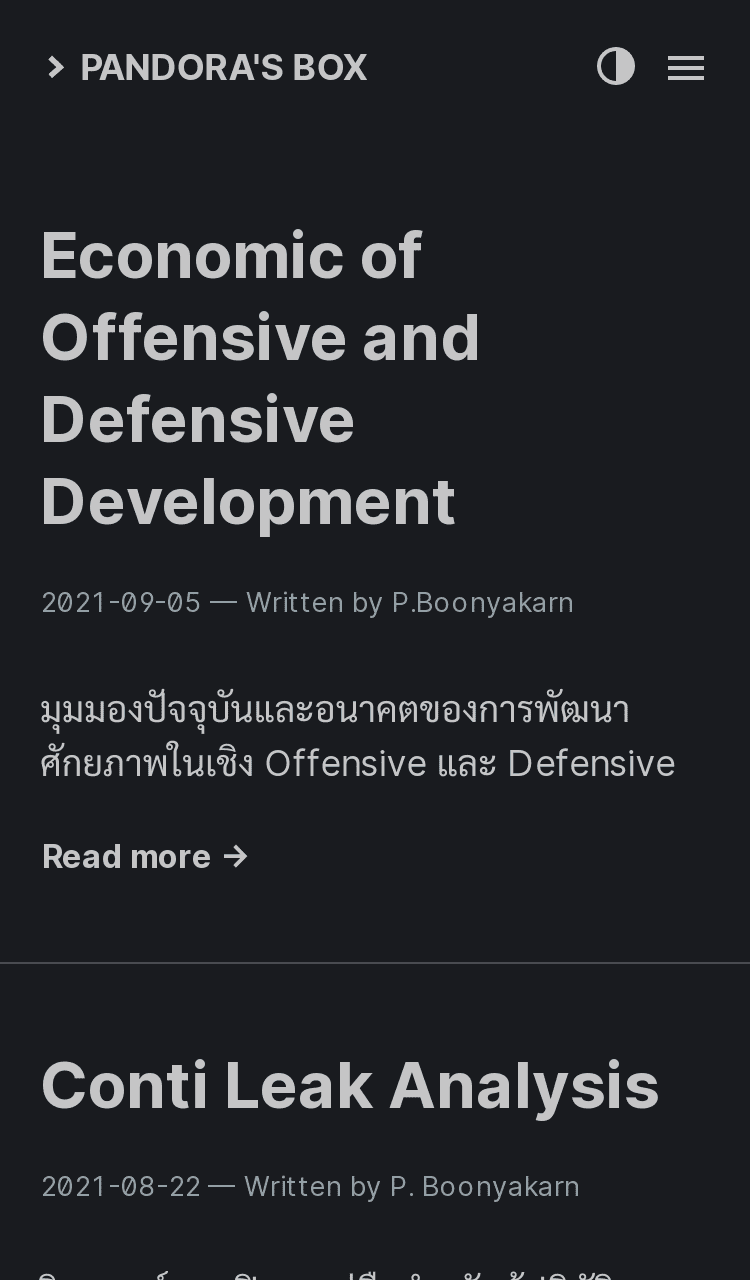 PANDORA'S BOX
Economic of
Offensive and
Defensive
Development
2021-09-05 — Written by P.Boonyakarn
มุมมองปัจจุบันและอนาคตของการพัฒนา
ศักยภาพในเชิง Offensive และ Defensive
Read more →
Conti Leak Analysis
2021-08-22 — Written by P. Boonyakarn